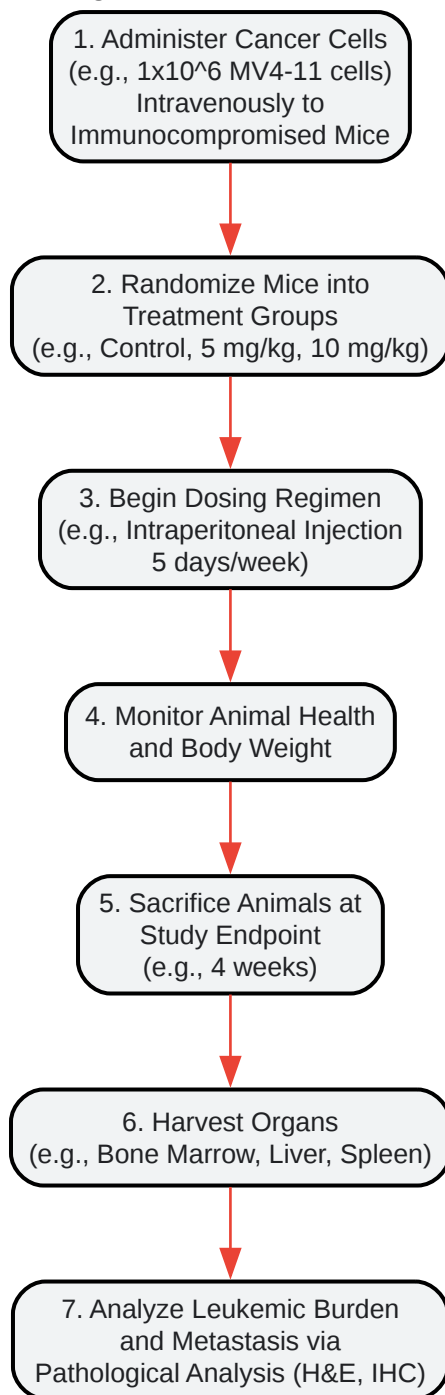 1. Administer Cancer Cells
(e.g., 1x10^6 MV4-11 cells)
Intravenously to
Immunocompromised Mice
2. Randomize Mice into
Treatment Groups
(e.g., Control, 5 mg/kg, 10 mg/kg)
3. Begin Dosing Regimen
(e.g., Intraperitoneal Injection
5 days/week)
4. Monitor Animal Health
and Body Weight
5. Sacrifice Animals at
Study Endpoint
(e.g., 4 weeks)
6. Harvest Organs
(e.g., Bone Marrow, Liver, Spleen)
7. Analyze Leukemic Burden
and Metastasis via
Pathological Analysis (H&E, IHC)